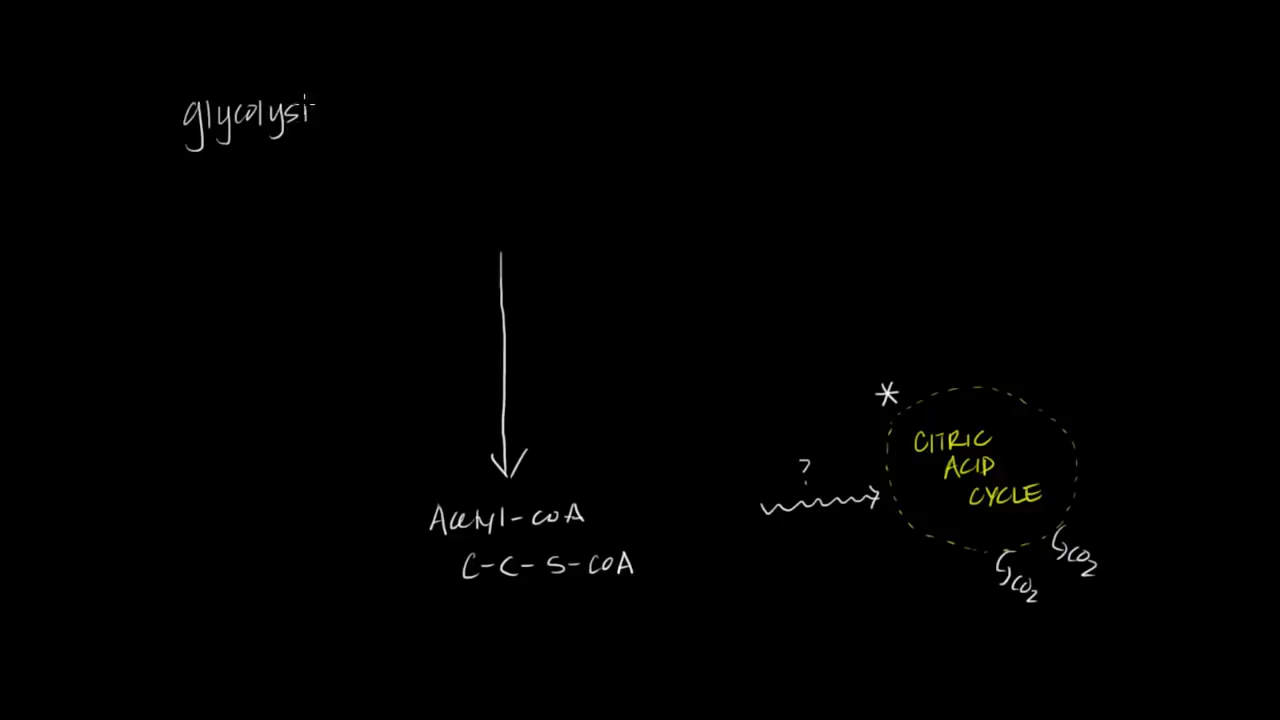 glycolysi
*
CITRIC
ACID
CYCLE
?
Acetyl-CoA
C-C-S-CoA
CO2
CO2